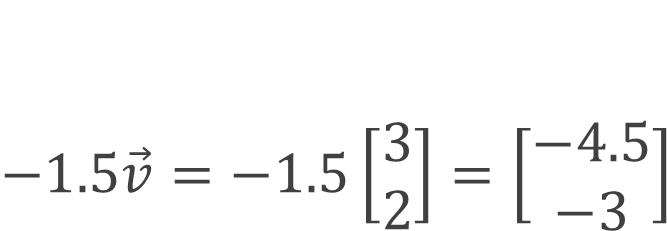 −1.5v⃗ = −1.5 [3 2] = [−4.5 −3]